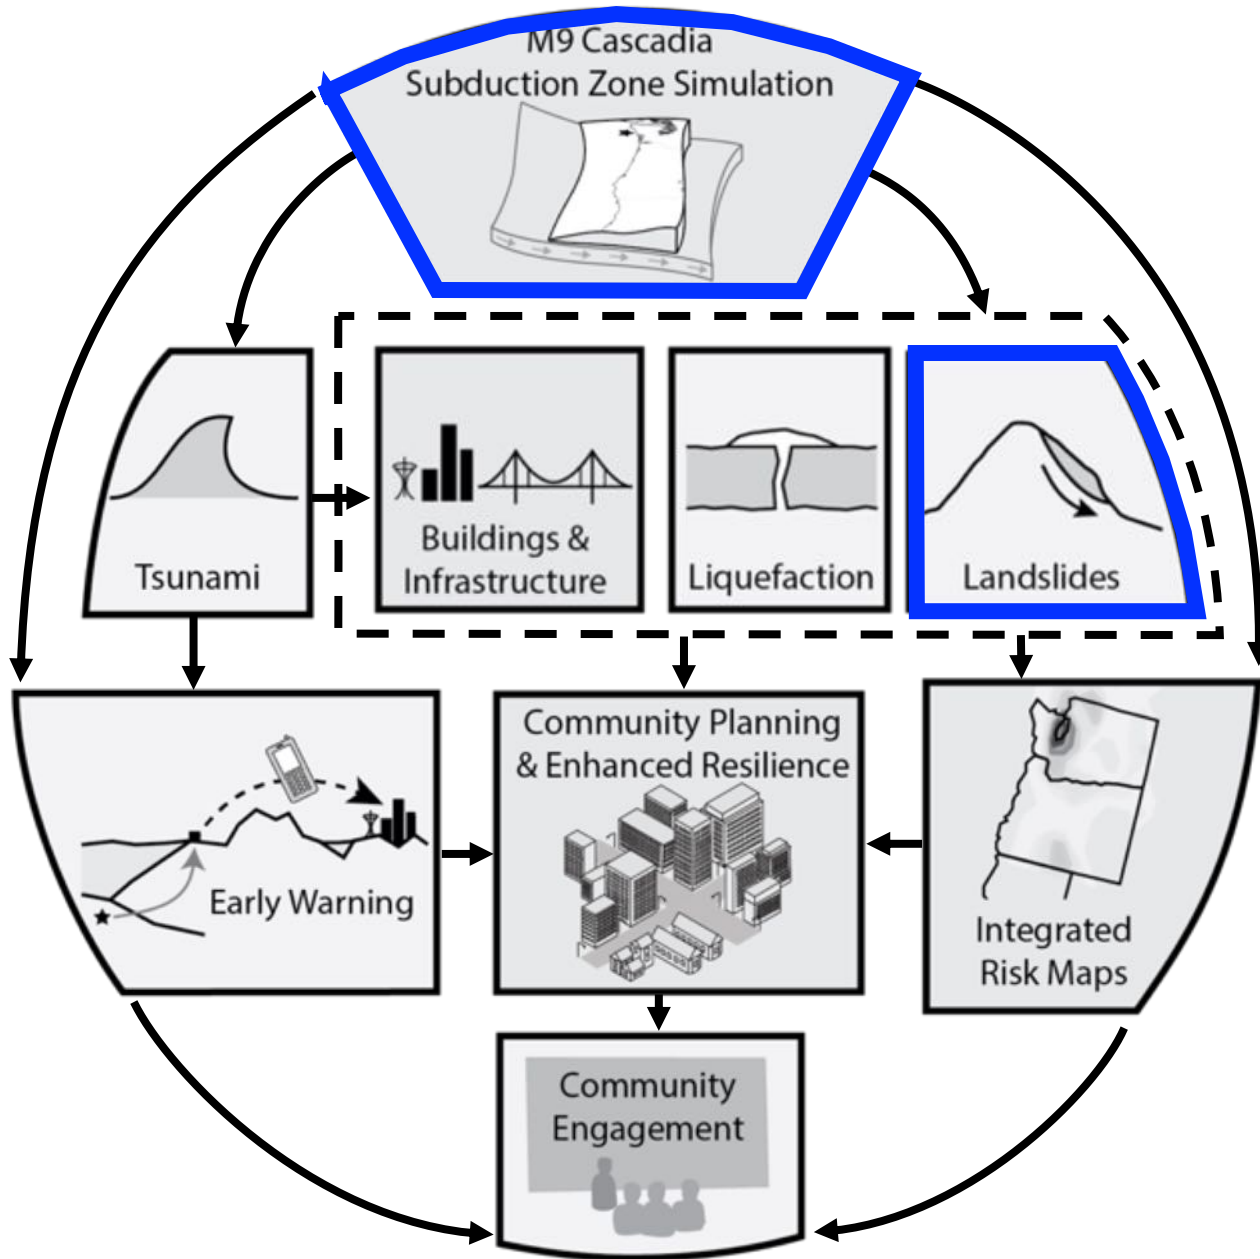 M9 Cascadia
Subduction Zone Simulation
Tsunami
Buildings &
Infrastructure
Liquefaction
Landslides
Early Warning
Community Planning
& Enhanced Resilience
Integrated
Risk Maps
Community
Engagement